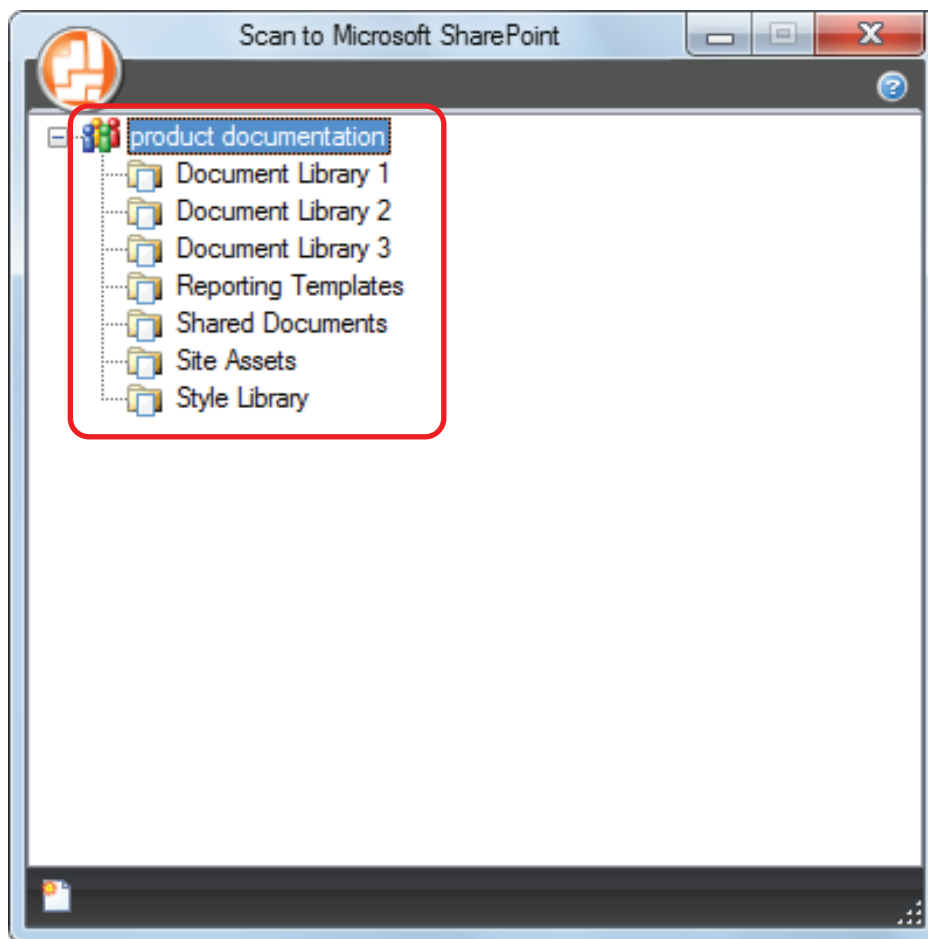 Scan to Microsoft SharePoint
product documentation
Document Library 1
Document Library 2
Document Library 3
Reporting Templates
Shared Documents
Site Assets
Style Library